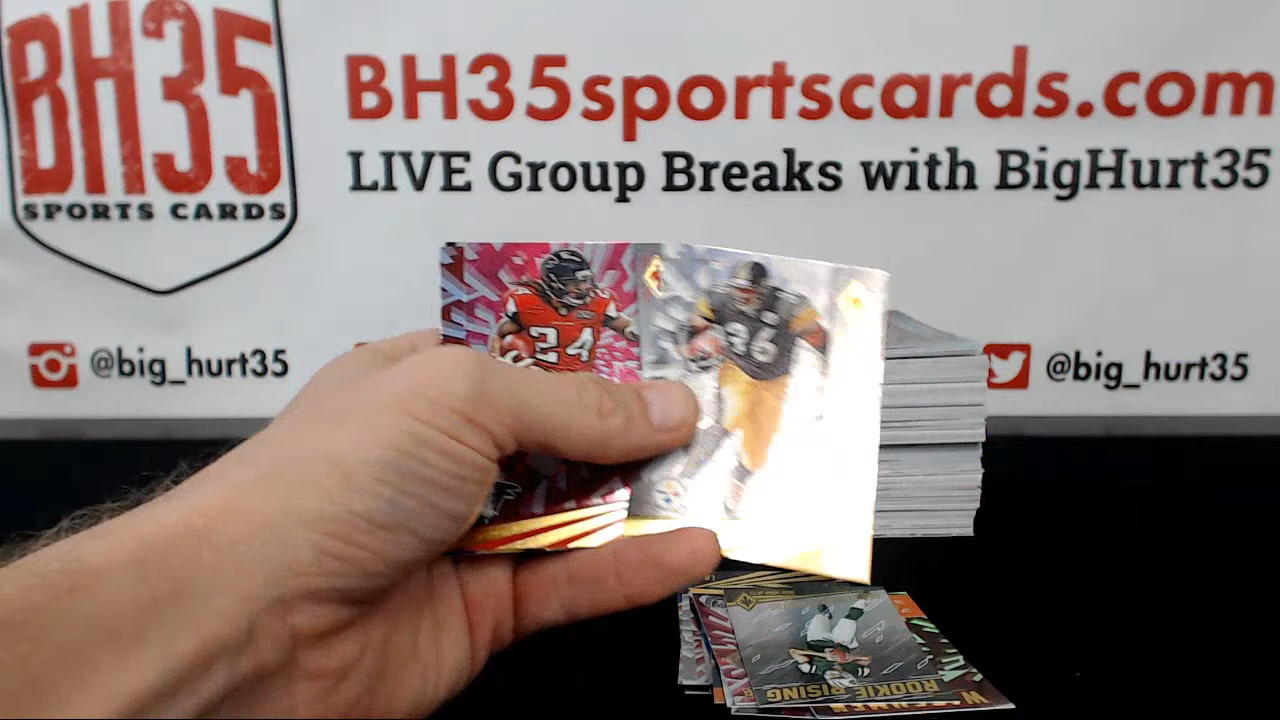 BH35
SPORTS CARDS
BH35sportscards.com
LIVE Group Breaks with BigHurt35
@big_hurt35
@big_hurt35
24
36
ROOKIE RISING